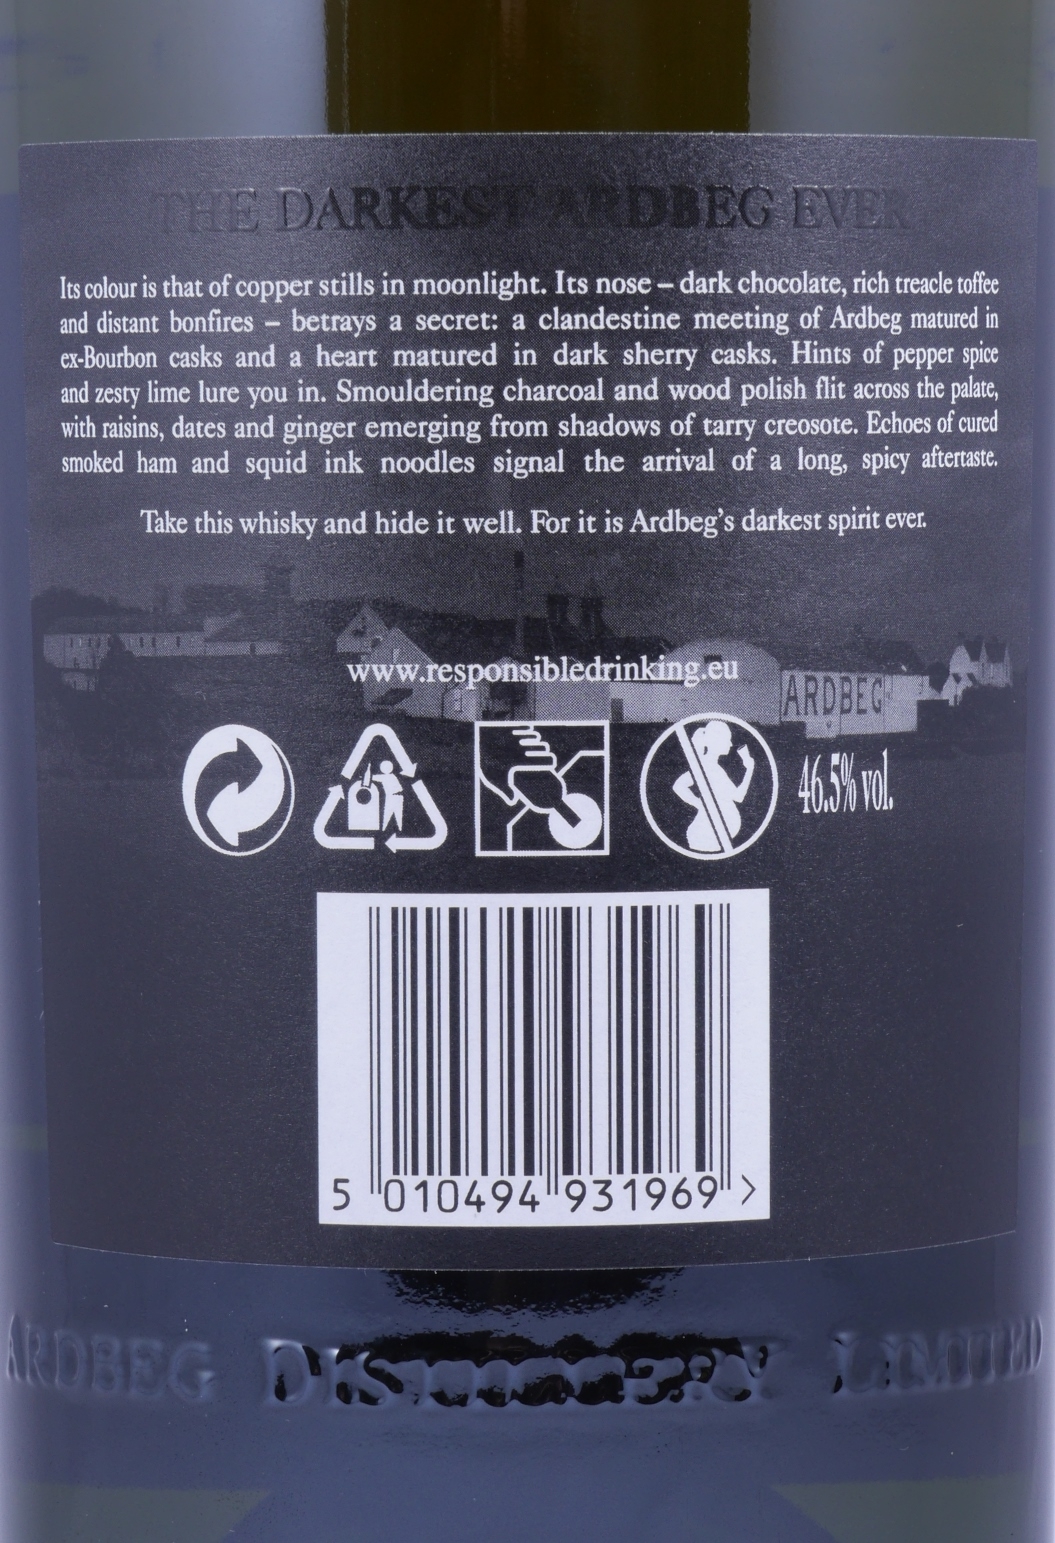 THE DARKEST ARDBEG EVER
Its colour is that of copper stills in moonlight. Its nose – dark chocolate, rich treacle toffee
and distant bonfires – betrays a secret: a clandestine meeting of Ardbeg matured in
ex-Bourbon casks and a heart matured in dark sherry casks. Hints of pepper spice
and zesty lime lure you in. Smouldering charcoal and wood polish flit across the palate,
with raisins, dates and ginger emerging from shadows of tarry creosote. Echoes of cured
smoked ham and squid ink noodles signal the arrival of a long, spicy aftertaste.
Take this whisky and hide it well. For it is Ardbeg's darkest spirit ever.
www.responsibledrinking.eu
ARDBEG
46.5% vol.
5 010494 931969 >
ARDBEG DISTILLERY LIMITED